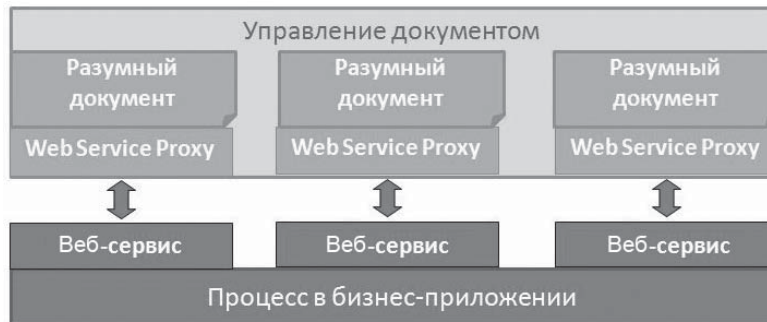 Управление документом
Разумный
документ
Разумный
документ
Разумный
документ
Web Service Proxy
Web Service Proxy
Web Service Proxy
Веб-сервис
Веб-сервис
Веб-сервис
Процесс в бизнес-приложении